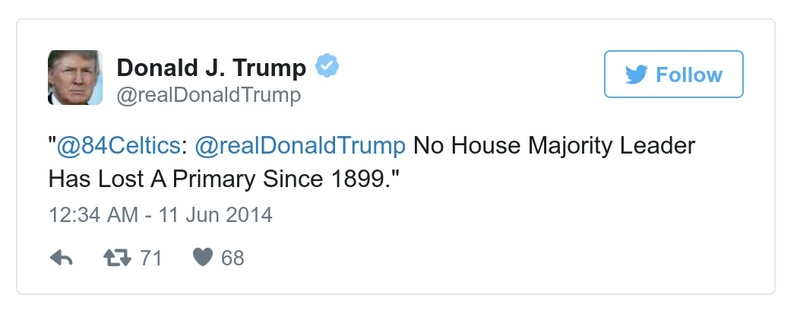 Donald J. Trump
@realDonaldTrump
Follow
"@84Celtics: @realDonaldTrump No House Majority Leader
Has Lost A Primary Since 1899."
12:34 AM - 11 Jun 2014
71 68